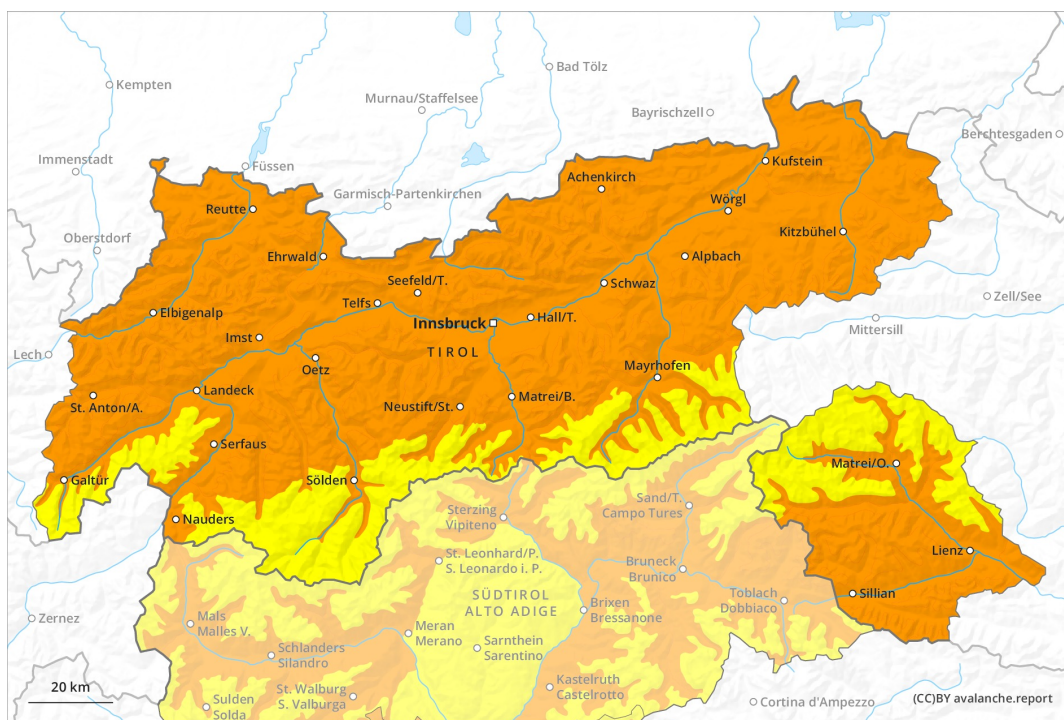 Bad Tölz
Kempten
Murnau/Staffelsee
Bayrischzell
Berchtesgaden
Immenstadt
Füssen
Kufstein
Achenkirch
Garmisch-Partenkirchen
Wörgl
Reutte
Oberstdorf
Kitzbühel
Ehrwald
Alpbach
Seefeld/T.
Schwaz
Zell/See
Telfs
Elbigenalp
Innsbruck
Hall/T.
Mittersill
Imst
Lech
TIROL
Oetz
Mayrhofen
Landeck
St. Anton/A.
Neustift/St.
Matrei/B.
Serfaus
Matrei/O.
Galtür
Sölden
Sand/T.
Campo Tures
Sterzing
Vipiteno
Nauders
Lienz
St. Leonhard/P.
S. Leonardo i. P.
Bruneck
Brunico
SÜDTIROL
ALTO ADIGE
Toblach
Dobbiaco
Sillian
Brixen
Bressanone
Zernez
Mals
Malles V.
Meran
Merano
Sarnthein
Sarentino
Schlanders
Silandro
20 km
St. Walburg
S. Valburga
Kastelruth
Castelrotto
Sulden
Solda
Cortina d'Ampezzo
(CC)BY avalanche.report